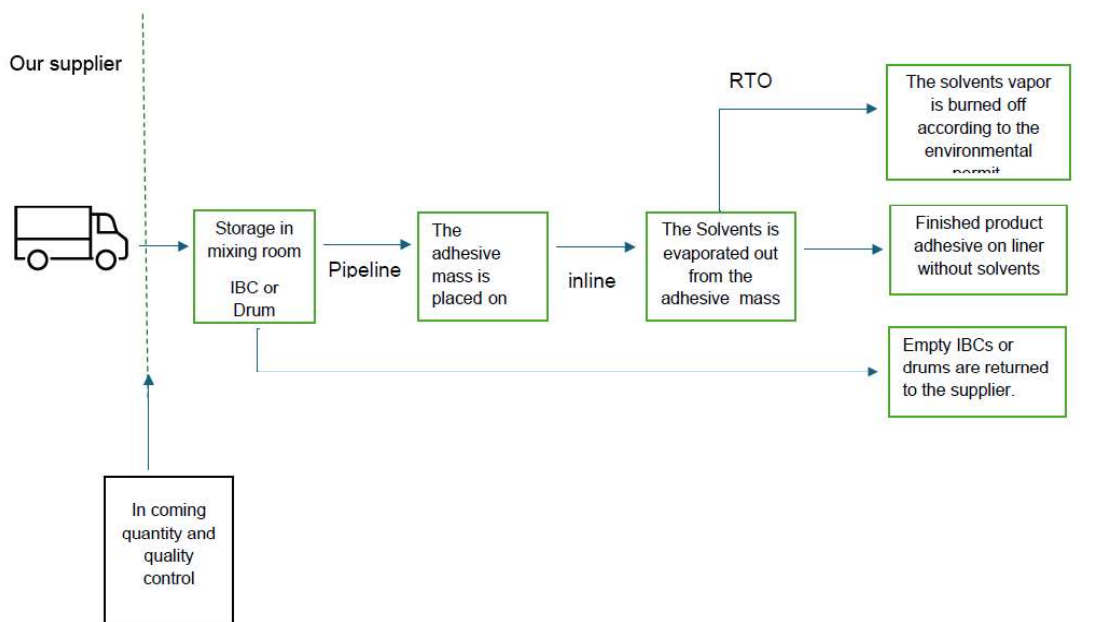 Our supplier
RTO
The solvents vapor
is burned off
according to the
environmental
permit
Storage in
mixing room
IBC or
Drum
Pipeline
The
adhesive
mass is
placed on
inline
The Solvents is
evaporated out
from the
adhesive mass
Finished product
adhesive on liner
without solvents
Empty IBCs or
drums are returned
to the supplier.
In coming
quantity and
quality
control